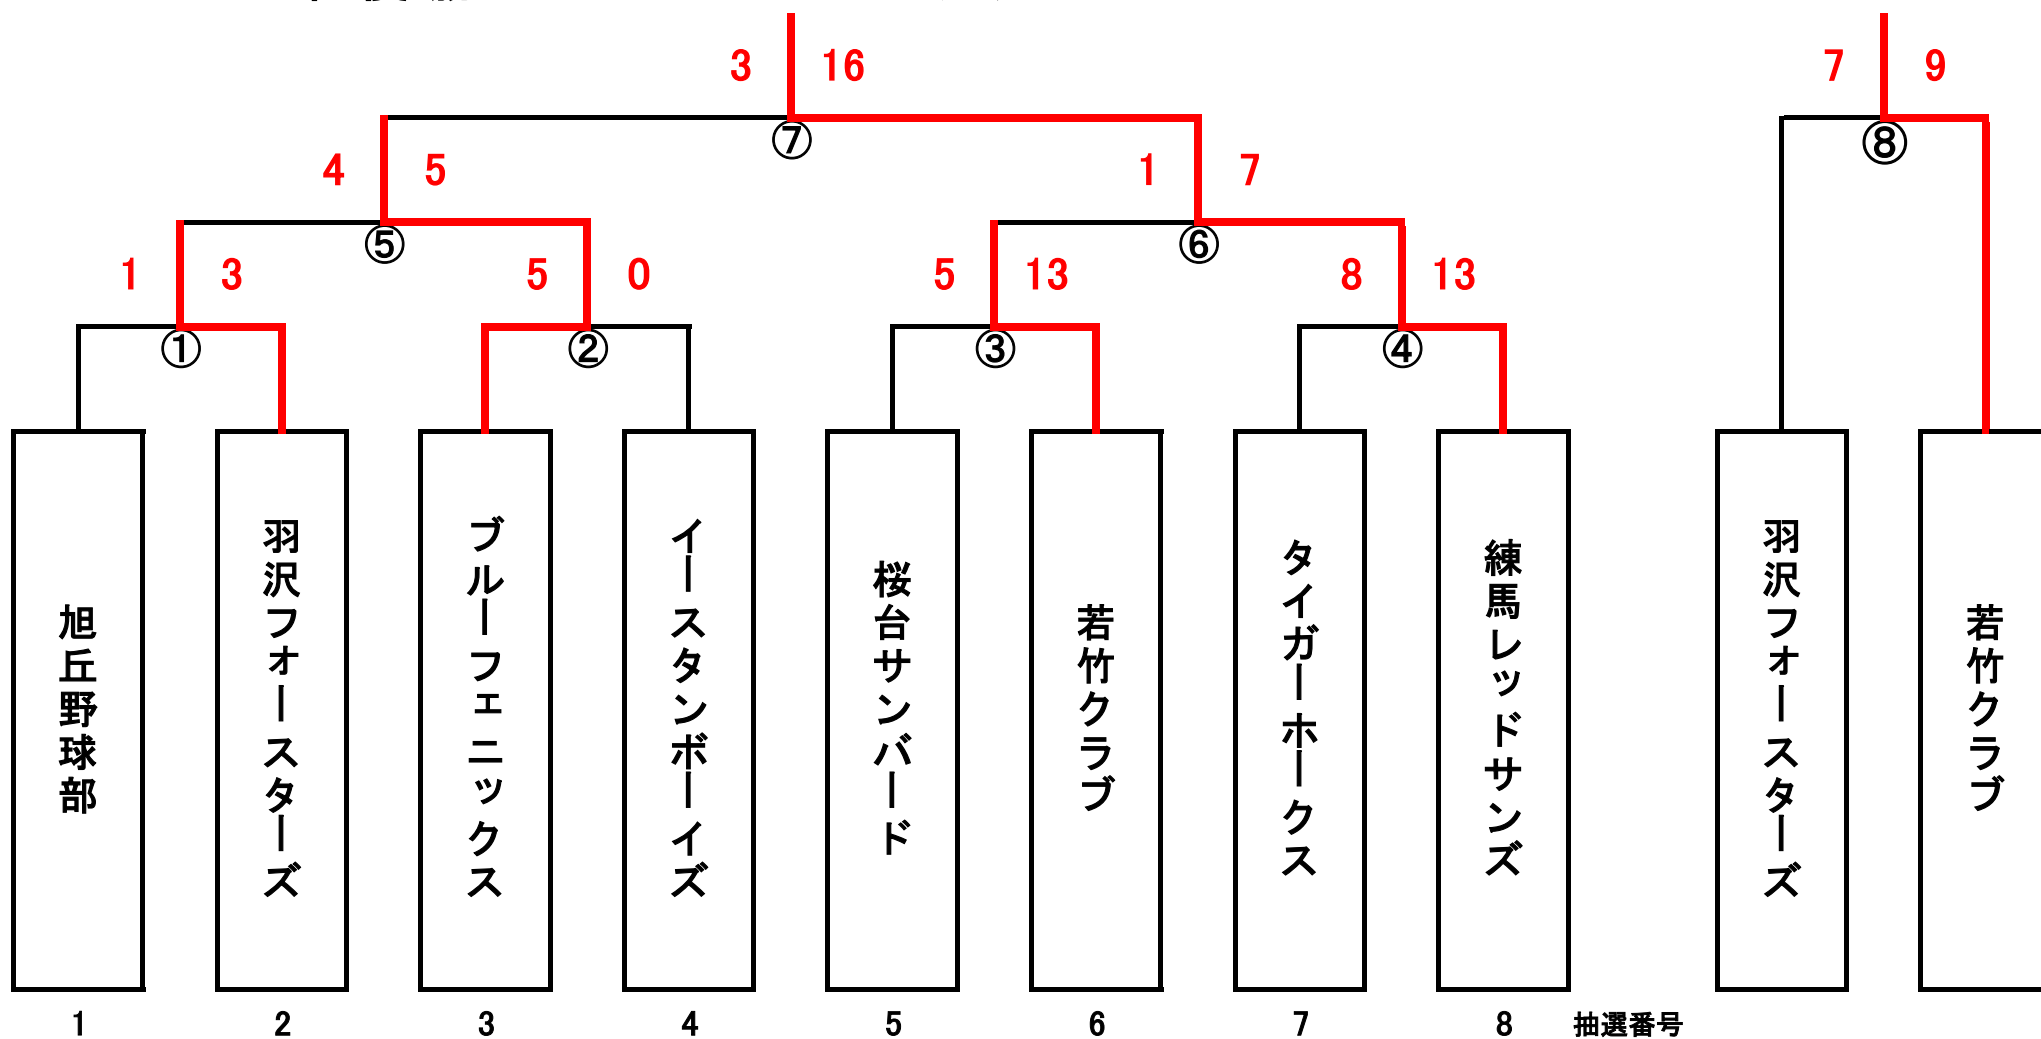 3 16 7 9
⑦ ⑧
4 5 1 7
⑤ ⑥
1 3 5 0 5 13 8 13
① ② ③ ④
旭丘野球部
羽沢フォースターズ
ブルーフェニックス
イースタンボーイズ
桜台サンバード
若竹クラブ
タイガーホークス
練馬レッドサンズ
羽沢フォースターズ
若竹クラブ
1 2 3 4 5 6 7 8 抽選番号